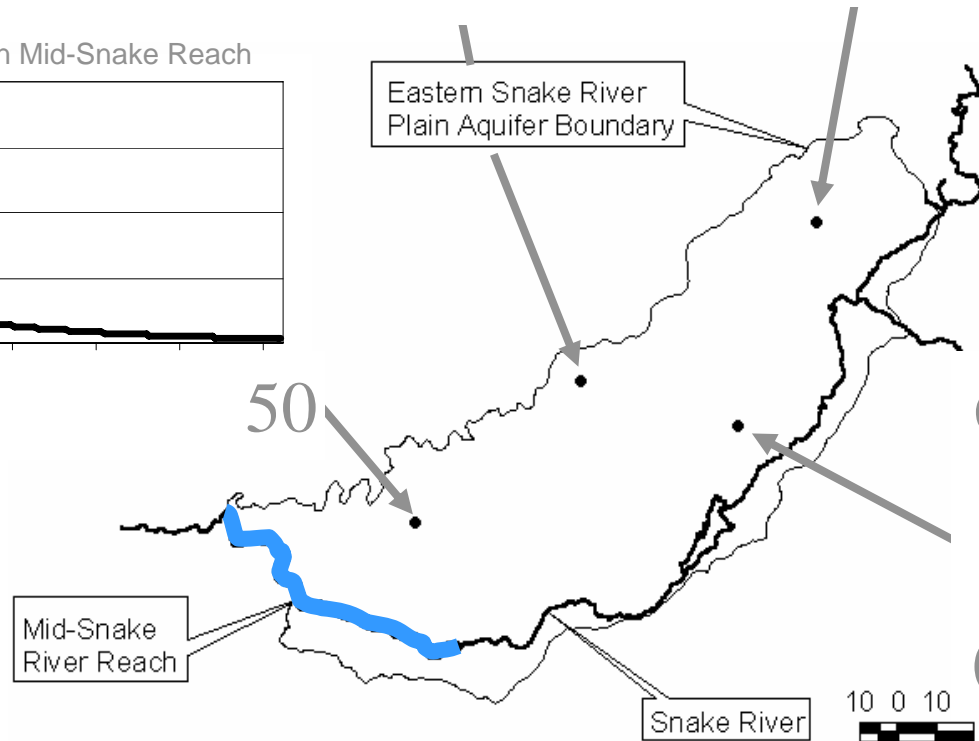 Mid-Snake Reach
Eastern Snake River
Plain Aquifer Boundary
50
Mid-Snake
River Reach
Snake River
10 0 10